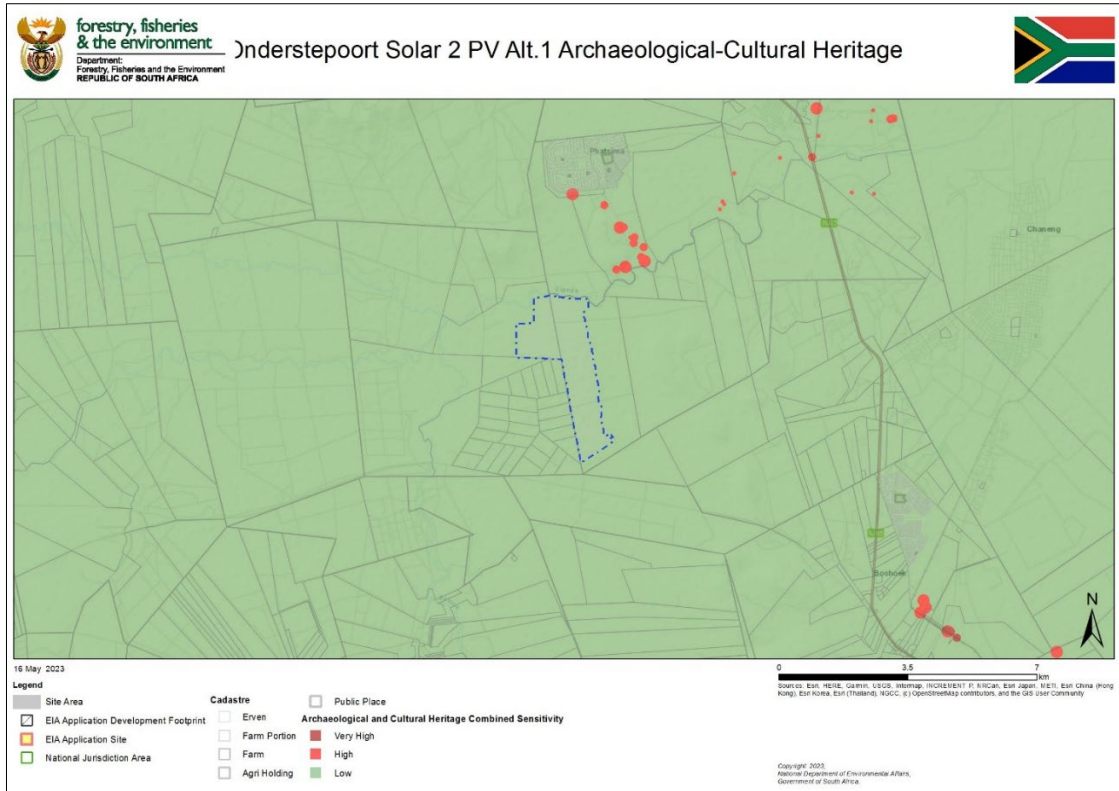 forestry, fisheries
& the environment
Department:
Forestry, Fisheries and the Environment
REPUBLIC OF SOUTH AFRICA
Onderstepoort Solar 2 PV Alt.1 Archaeological-Cultural Heritage
Phatsima
Chaneng
Boshoek
N
16 May 2023
0 3.5 7
km
Sources: Esri, HERE, Garmin, USGS, Intermap, INCREMENT P, NRCan, Esri Japan, METI, Esri China (Hong
Kong), Esri Korea, Esri (Thailand), NGCC, (c) OpenStreetMap contributors, and the GIS User Community
Legend
Site Area
EIA Application Development Footprint
EIA Application Site
National Jurisdiction Area
Cadastre
Erven
Farm Portion
Farm
Agri Holding
Public Place
Archaeological and Cultural Heritage Combined Sensitivity
Very High
High
Low
Copyright: 2023,
National Department of Environmental Affairs,
Government of South Africa.